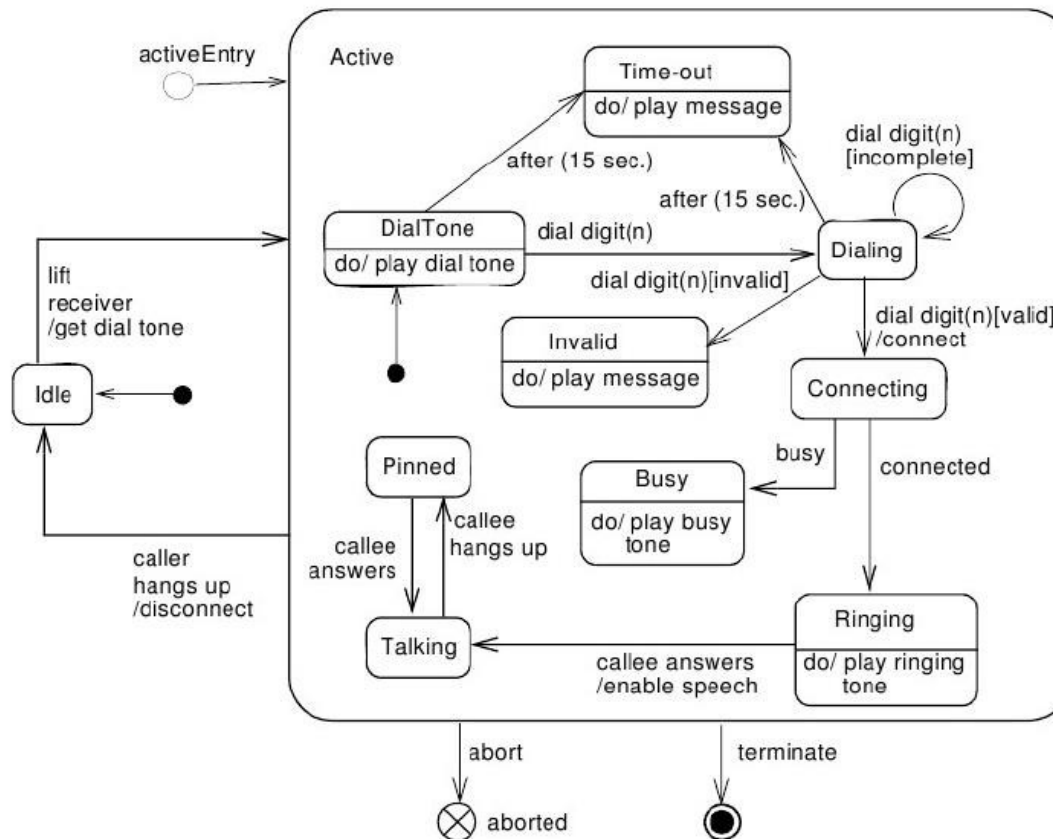 activeEntry
Active
Time-out
do/ play message
dial digit(n)
[incomplete]
after (15 sec.)
after (15 sec.)
DialTone
do/ play dial tone
dial digit(n)
Dialing
lift
receiver
/get dial tone
dial digit(n)[invalid]
dial digit(n)[valid]
/connect
Invalid
do/ play message
Idle
Connecting
Pinned
busy
connected
Busy
do/ play busy
tone
callee
hangs up
callee
answers
caller
hangs up
/disconnect
Talking
Ringing
do/ play ringing
tone
callee answers
/enable speech
abort
terminate
aborted